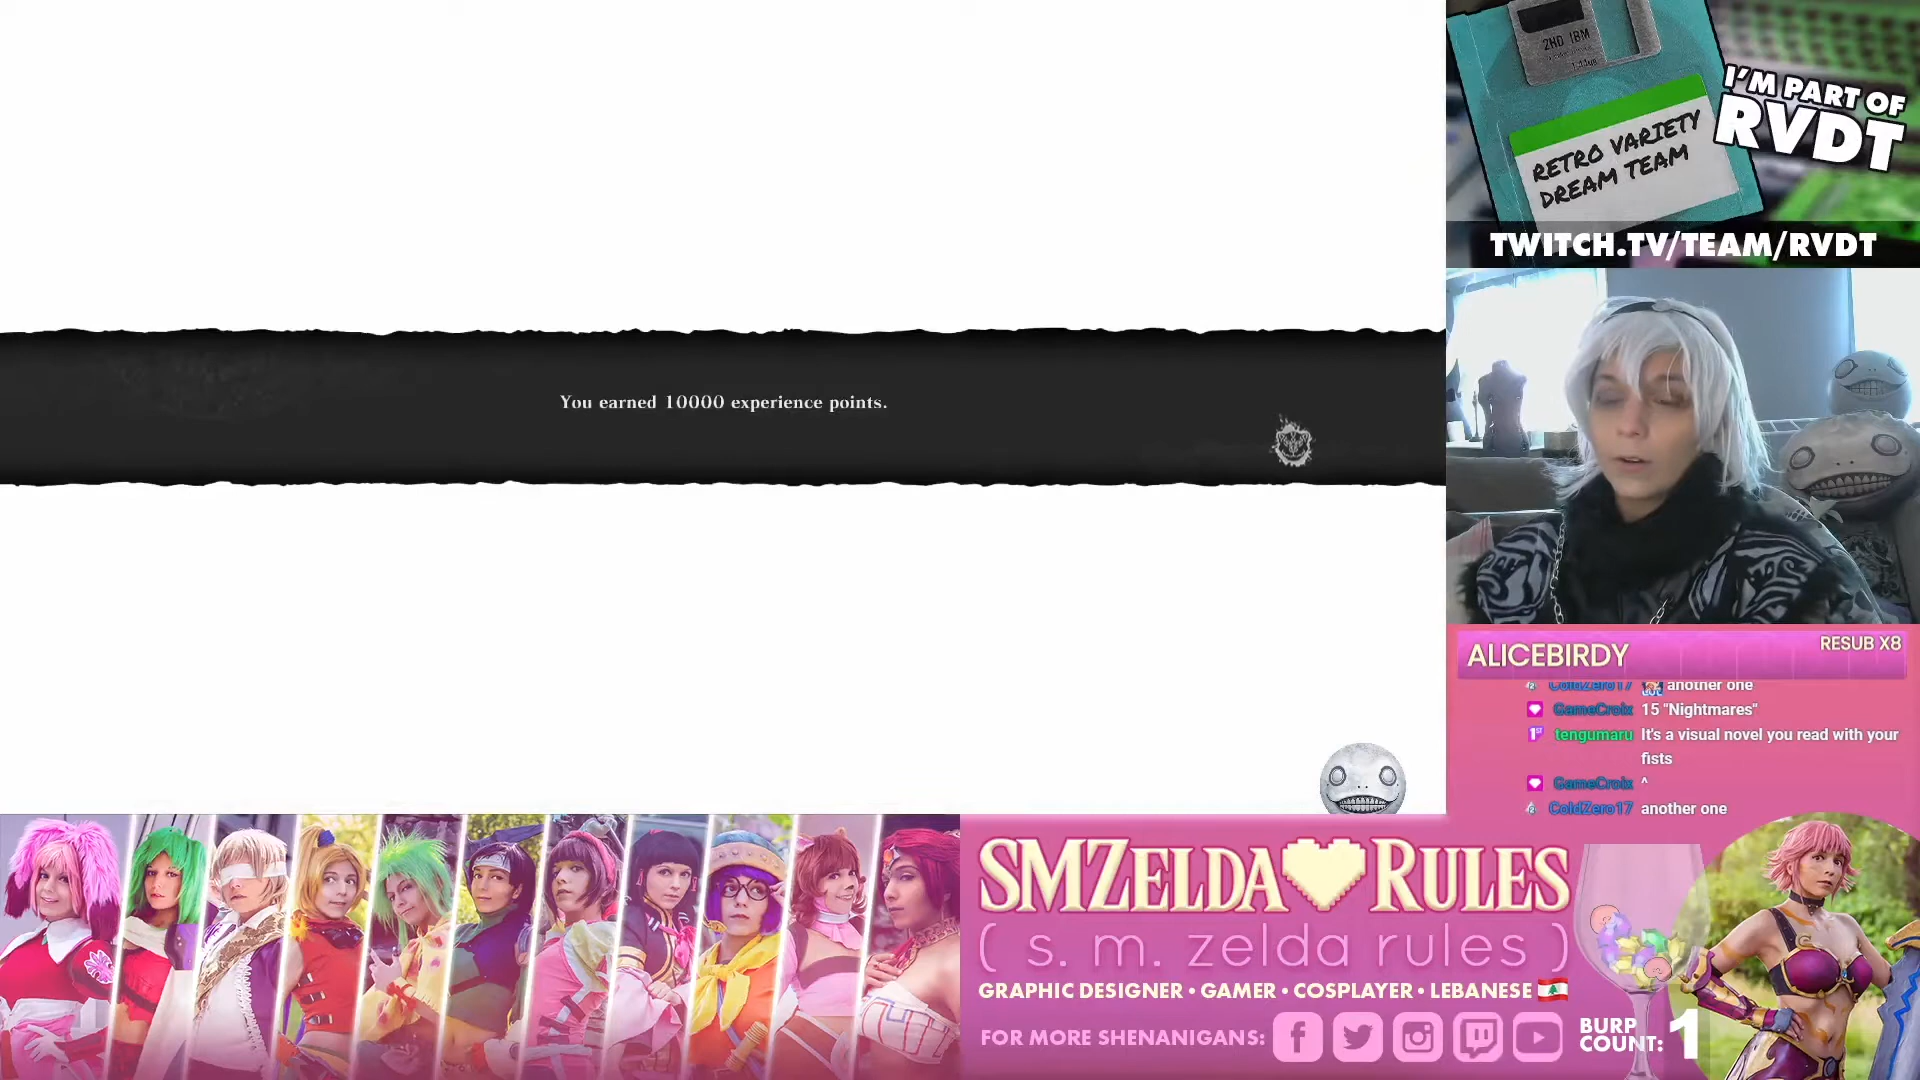 You earned 10000 experience points.
2HD IBM
RETRO VARIETY
DREAM TEAM
I'M PART OF
RVDT
TWITCH.TV/TEAM/RVDT
ALICEBIRDY
RESUB X8
ColdZero17 another one
GameCroix 15 "Nightmares"
1ST tengumaru It's a visual novel you read with your
fists
GameCroix ^
ColdZero17 another one
SMZELDA RULES
( s. m. zelda rules )
GRAPHIC DESIGNER • GAMER • COSPLAYER • LEBANESE
FOR MORE SHENANIGANS:
BURP
COUNT: 1